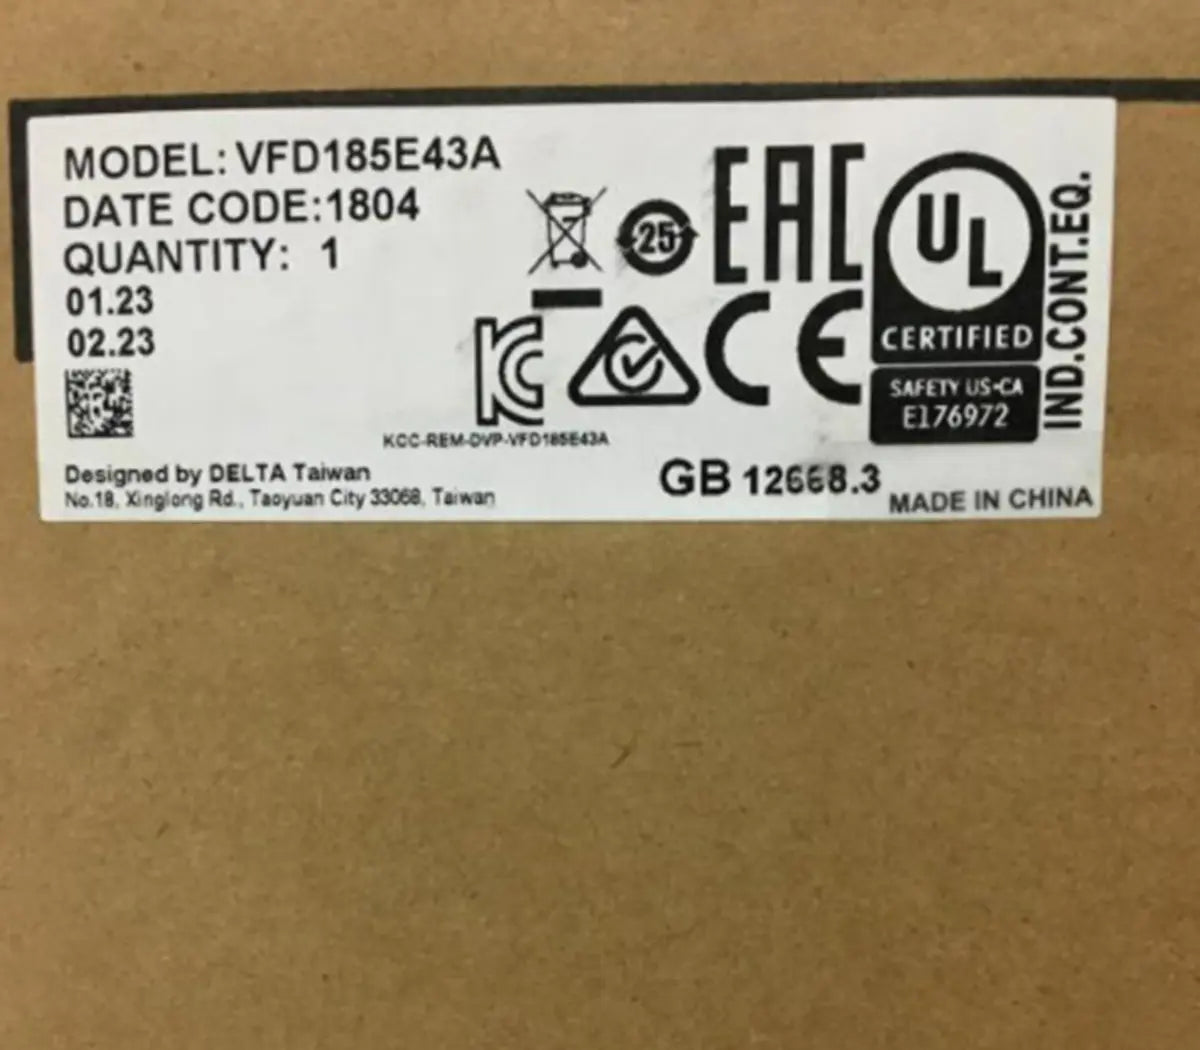 MODEL: VFD185E43A
DATE CODE:1804
QUANTITY: 1
01.23
02.23
25
EAC
UL
CERTIFIED
SAFETY US-CA
E176972
IND.CONT.EQ.
KC
CE
KCC-REM-DVP-VFD185E43A
Designed by DELTA Taiwan
No.18, Xinglong Rd., Taoyuan City 33068, Taiwan
GB 12668.3
MADE IN CHINA